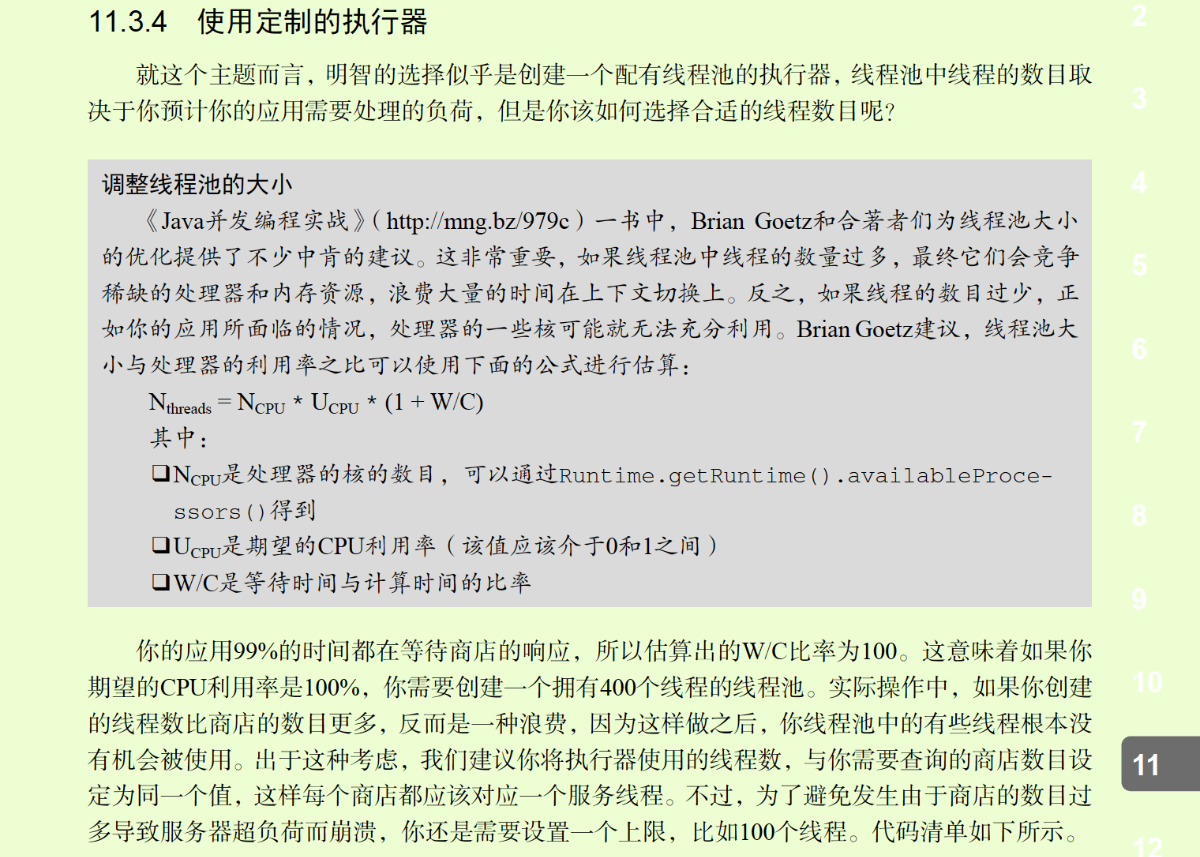 11.3.4 使用定制的执行器
就这个主题而言，明智的选择似乎是创建一个配有线程池的执行器，线程池中线程的数目取
决于你预计你的应用需要处理的负荷，但是你该如何选择合适的线程数目呢？
调整线程池的大小
《Java并发编程实战》（http://mng.bz/979c）一书中，Brian Goetz和合著者们为线程池大小
的优化提供了不少中肯的建议。这非常重要，如果线程池中线程的数量过多，最终它们会竞争
稀缺的处理器和内存资源，浪费大量的时间在上下文切换上。反之，如果线程的数目过少，正
如你的应用所面临的情况，处理器的一些核可能就无法充分利用。Brian Goetz建议，线程池大
小与处理器的利用率之比可以使用下面的公式进行估算：
Nthreads = NCPU * UCPU * (1 + W/C)
其中：
❑NCPU是处理器的核的数目，可以通过Runtime.getRuntime().availableProce-
ssors()得到
❑UCPU是期望的CPU利用率（该值应该介于0和1之间）
❑W/C是等待时间与计算时间的比率
你的应用99%的时间都在等待商店的响应，所以估算出的W/C比率为100。这意味着如果你
期望的CPU利用率是100%，你需要创建一个拥有400个线程的线程池。实际操作中，如果你创建
的线程数比商店的数目更多，反而是一种浪费，因为这样做之后，你线程池中的有些线程根本没
有机会被使用。出于这种考虑，我们建议你将执行器使用的线程数，与你需要查询的商店数目设
定为同一个值，这样每个商店都应该对应一个服务线程。不过，为了避免发生由于商店的数目过
多导致服务器超负荷而崩溃，你还是需要设置一个上限，比如100个线程。代码清单如下所示。
2
3
4
5
6
7
8
9
10
11
12